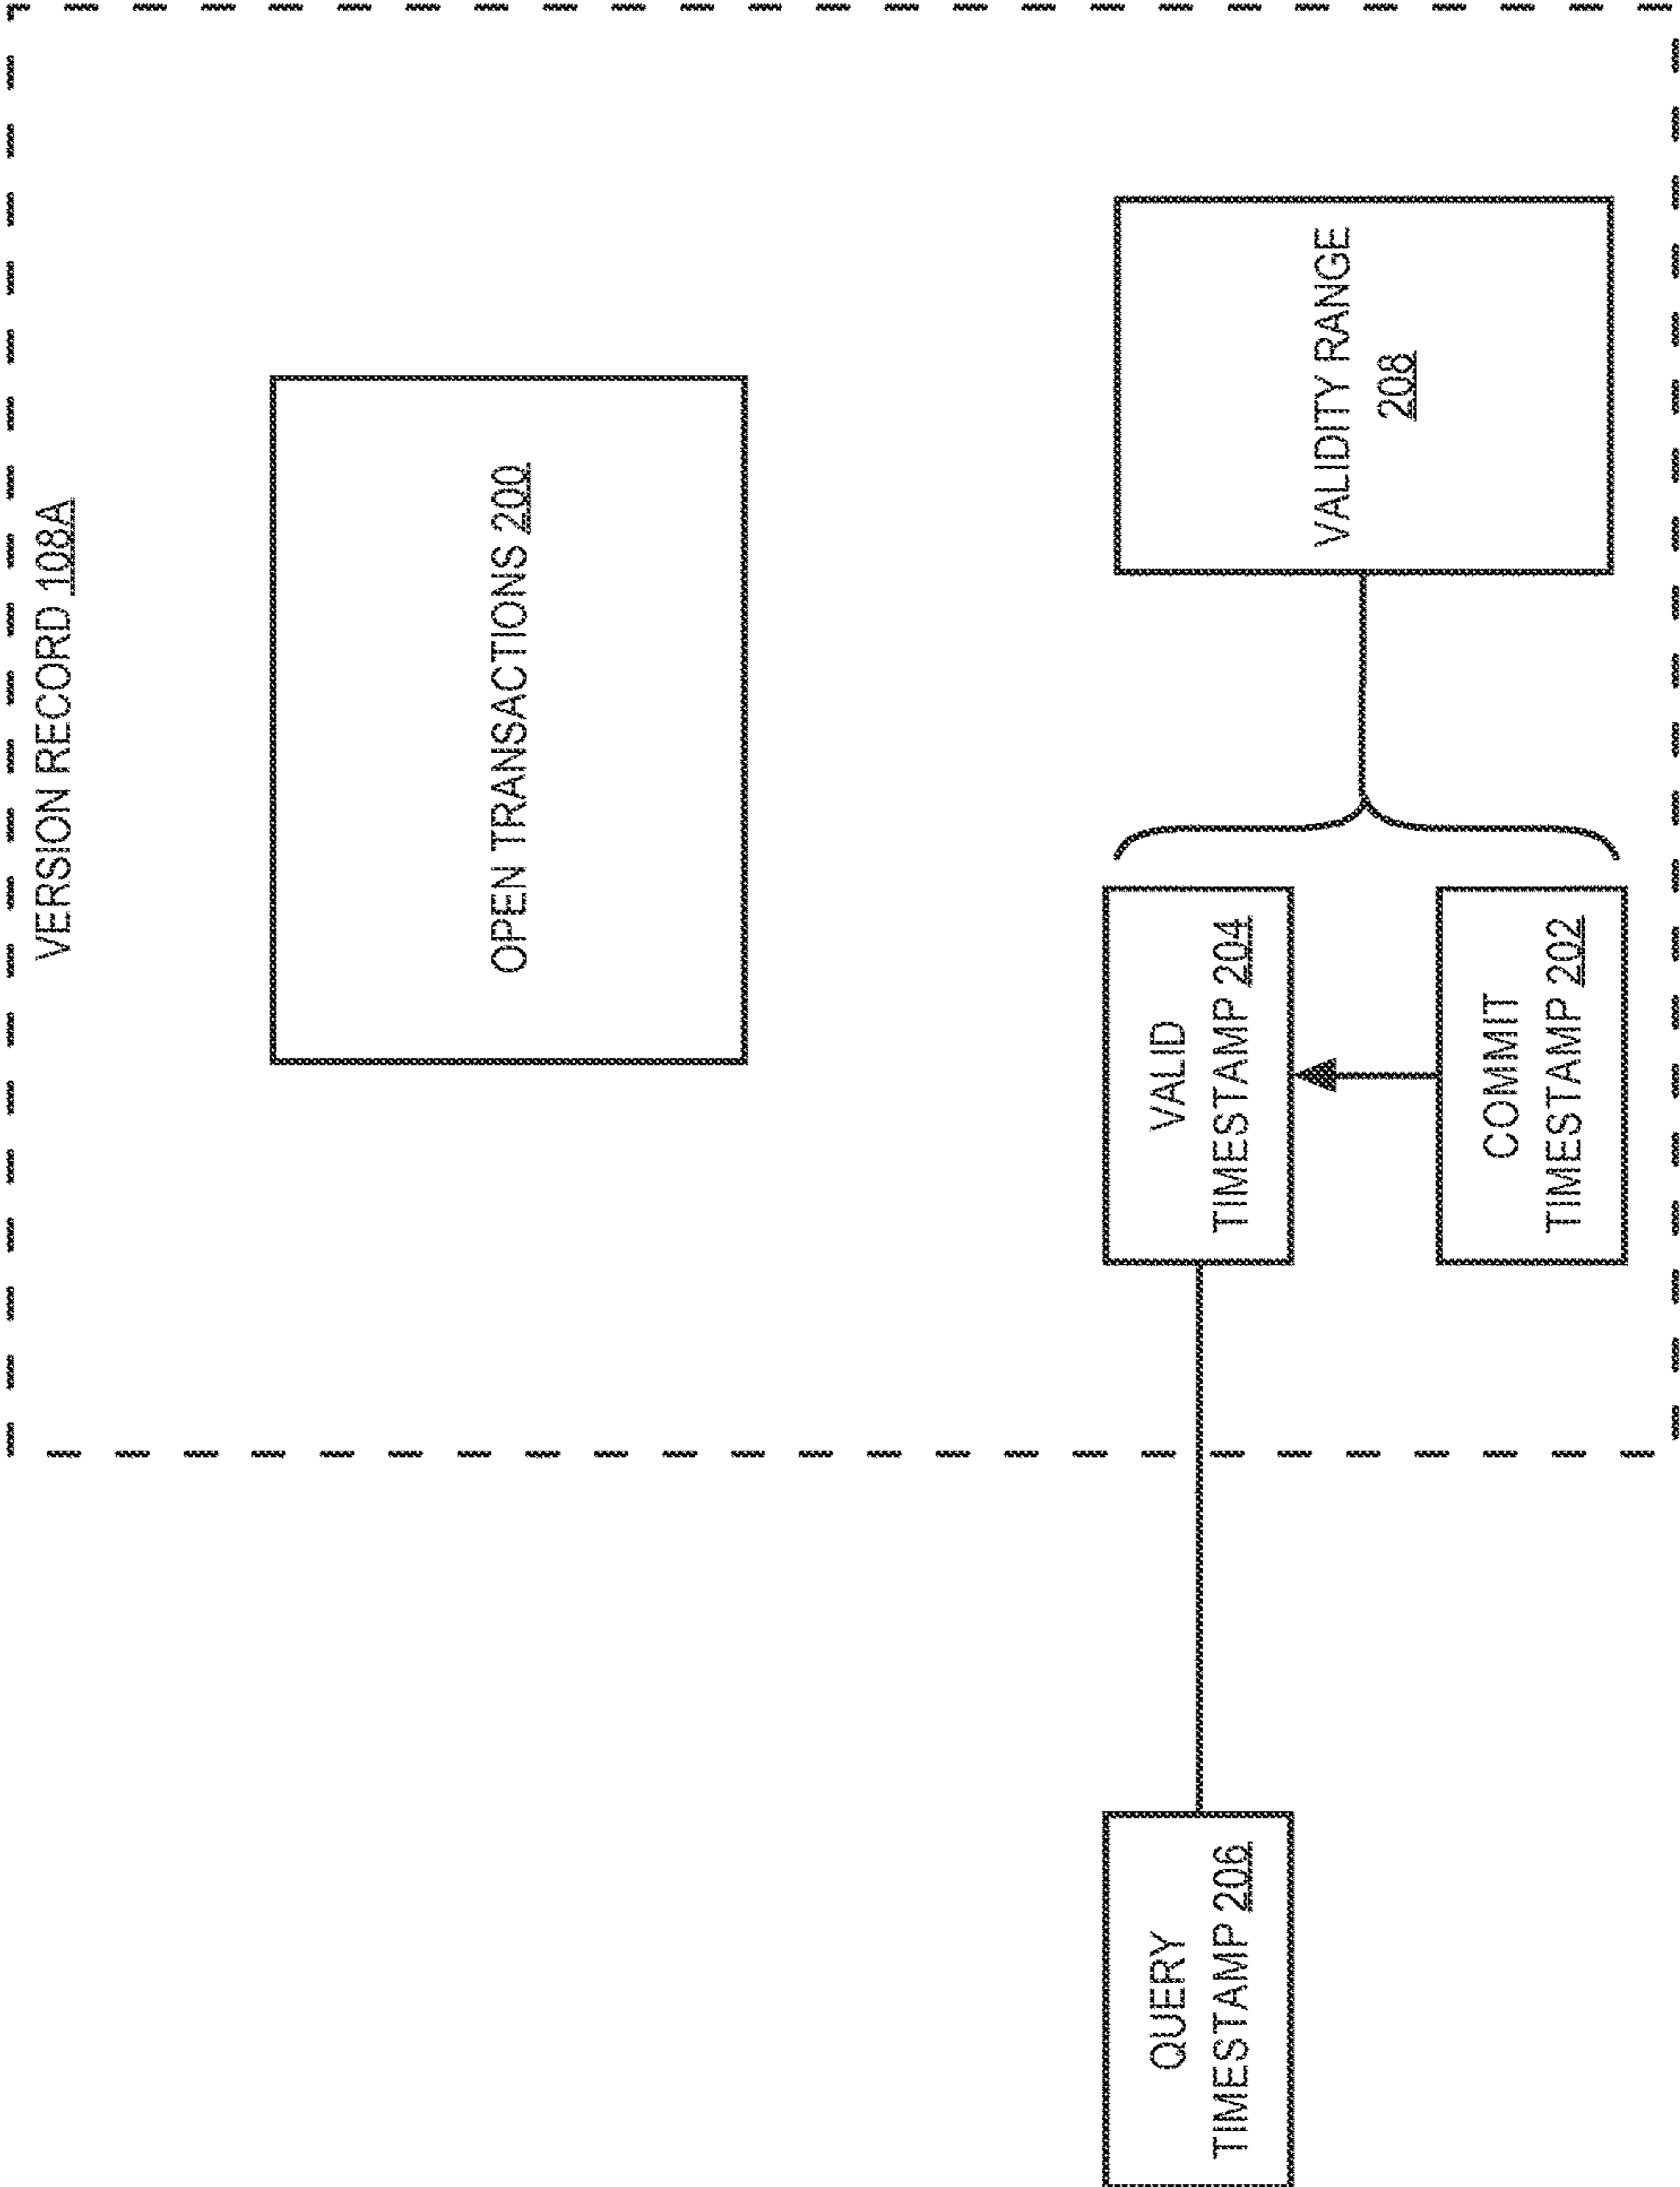 VERSION RECORD 108A
OPEN TRANSACTIONS 200
QUERY
TIMESTAMP 206
VALID
TIMESTAMP 204
COMMIT
TIMESTAMP 202
VALIDITY RANGE
208